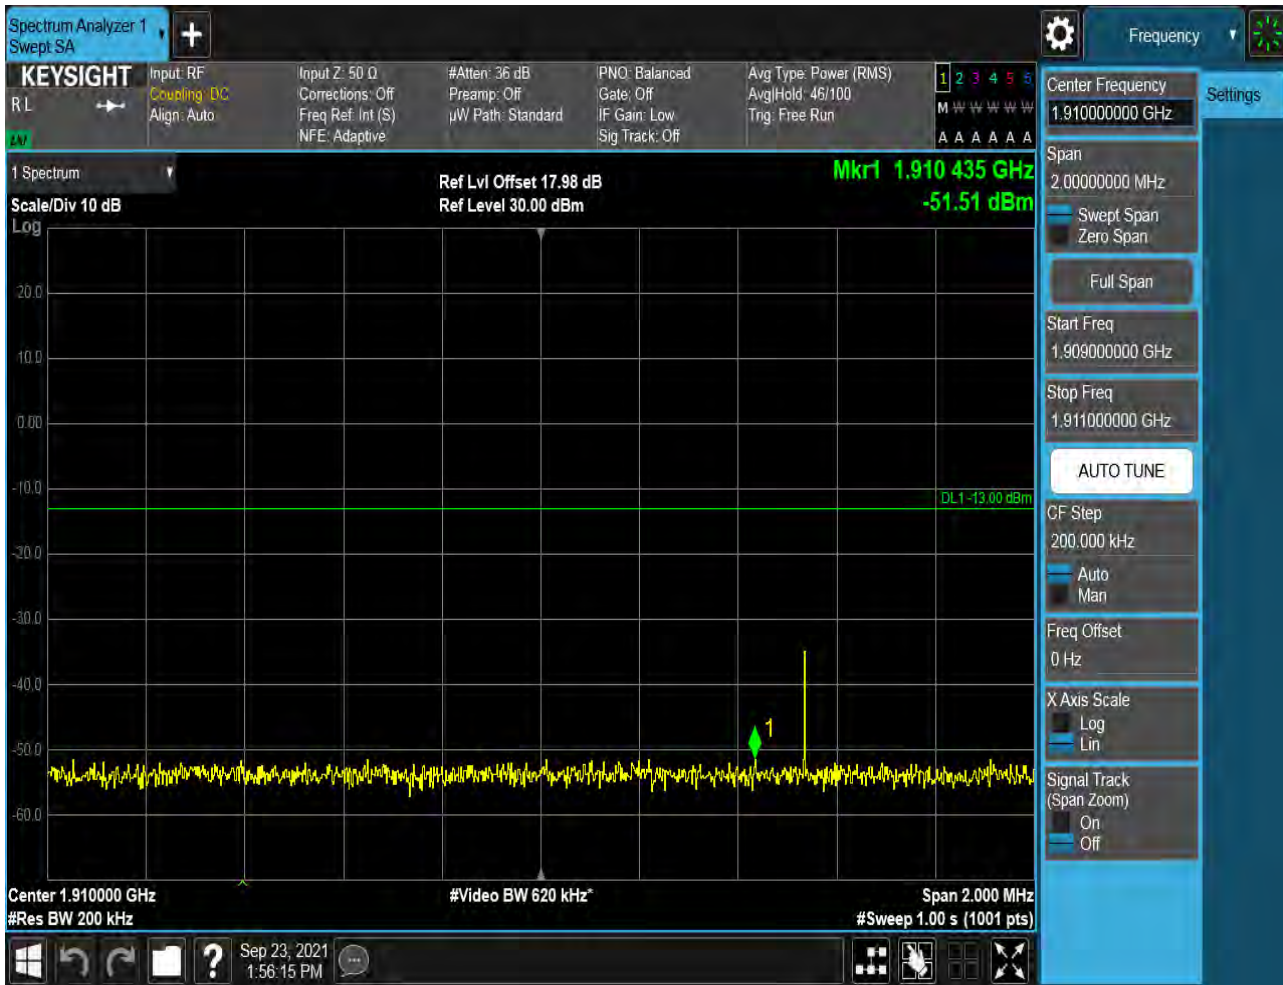 Spectrum Analyzer 1
Swept SA
Frequency
KEYSIGHT
R L
LXI
Input: RF
Coupling: DC
Align: Auto
Input Z: 50 Ω
Corrections: Off
Freq Ref: Int (S)
NFE: Adaptive
#Atten: 36 dB
Preamp: Off
µW Path: Standard
PNO: Balanced
Gate: Off
IF Gain: Low
Sig Track: Off
Avg Type: Power (RMS)
Avg|Hold: 46/100
Trig: Free Run
1 2 3 4 5 6
M W W W W W
A A A A A A
1 Spectrum
Scale/Div 10 dB
Log
Ref Lvl Offset 17.98 dB
Ref Level 30.00 dBm
Mkr1 1.910 435 GHz
-51.51 dBm
20.0
10.0
0.00
-10.0
DL1 -13.00 dBm
-20.0
-30.0
-40.0
1
-50.0
-60.0
Center 1.910000 GHz
#Video BW 620 kHz*
Span 2.000 MHz
#Res BW 200 kHz
#Sweep 1.00 s (1001 pts)
Center Frequency
1.910000000 GHz
Settings
Span
2.00000000 MHz
Swept Span
Zero Span
Full Span
Start Freq
1.909000000 GHz
Stop Freq
1.911000000 GHz
AUTO TUNE
CF Step
200.000 kHz
Auto
Man
Freq Offset
0 Hz
X Axis Scale
Log
Lin
Signal Track
(Span Zoom)
On
Off
?
Sep 23, 2021
1:56:15 PM